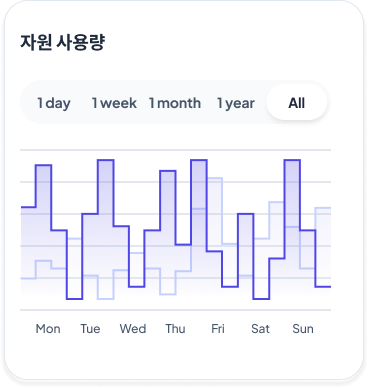 자원 사용량
1 day 1 week 1 month 1 year All
Mon Tue Wed Thu Fri Sat Sun